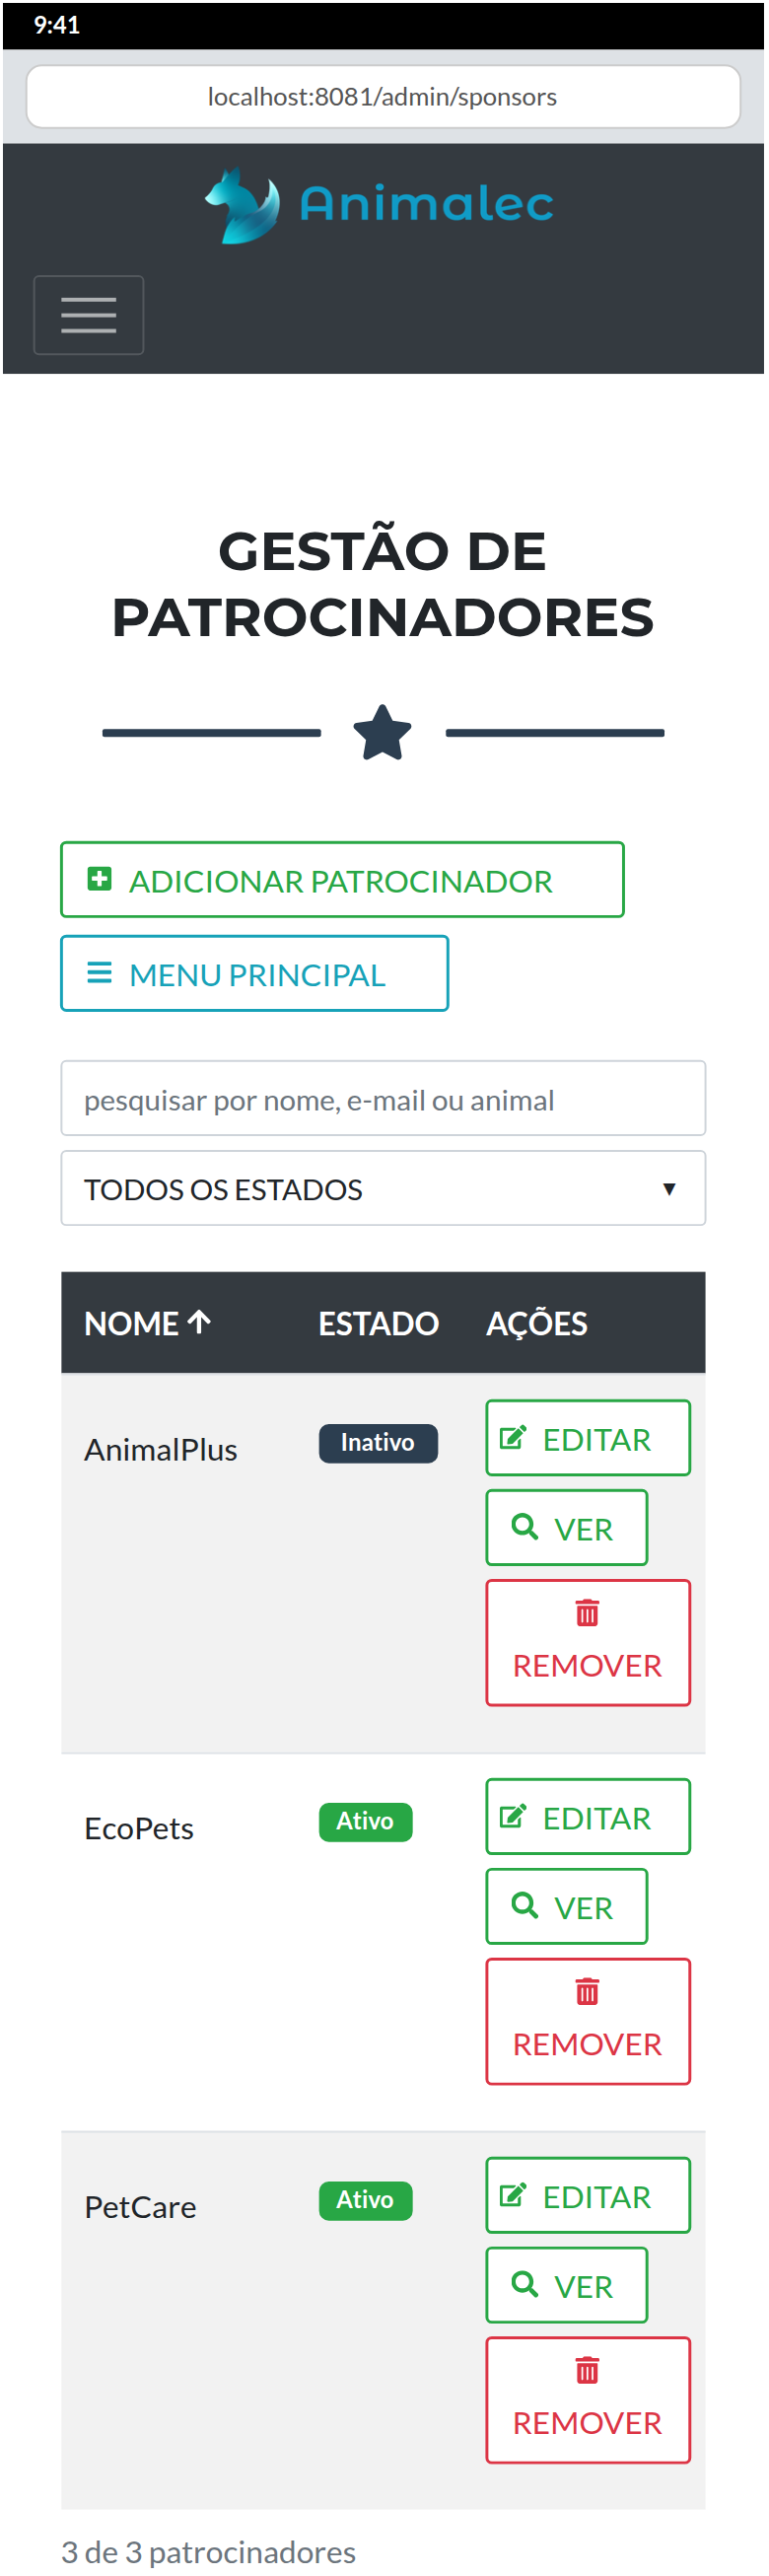 9:41
localhost:8081/admin/sponsors
Animalec
GESTÃO DE
PATROCINADORES
ADICIONAR PATROCINADOR
MENU PRINCIPAL
pesquisar por nome, e-mail ou animal
TODOS OS ESTADOS
NOME ESTADO AÇÕES
AnimalPlus Inativo EDITAR
VER
REMOVER
EcoPets Ativo EDITAR
VER
REMOVER
PetCare Ativo EDITAR
VER
REMOVER
3 de 3 patrocinadores